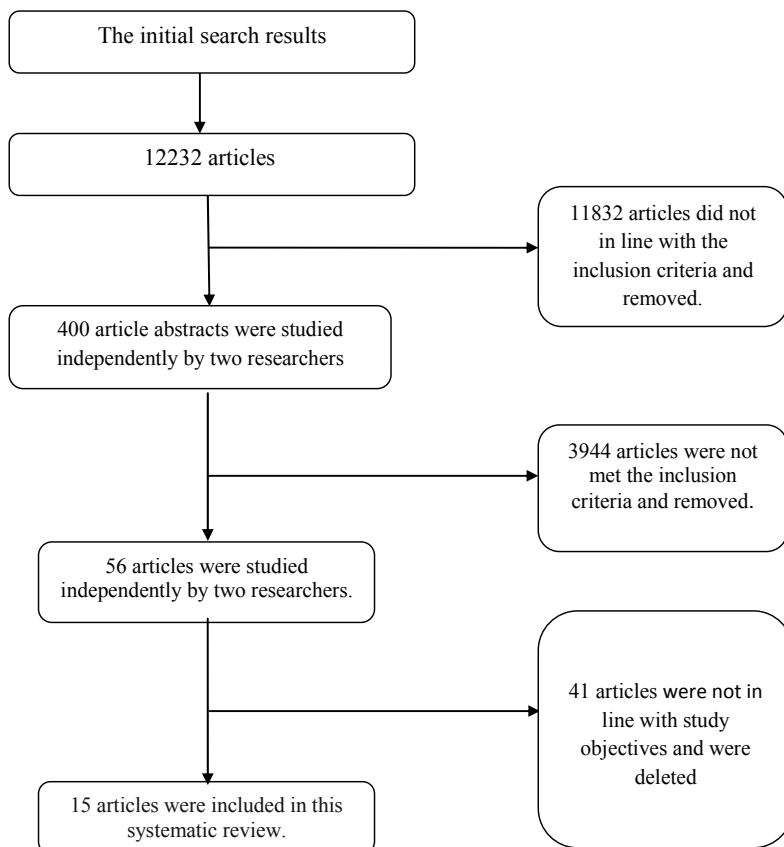 The initial search results
12232 articles
11832 articles did not
in line with the
inclusion criteria and
removed.
400 article abstracts were studied
independently by two researchers
3944 articles were not
met the inclusion
criteria and removed.
56 articles were studied
independently by two researchers.
41 articles were not in
line with study
objectives and were
deleted
15 articles were included in this
systematic review.